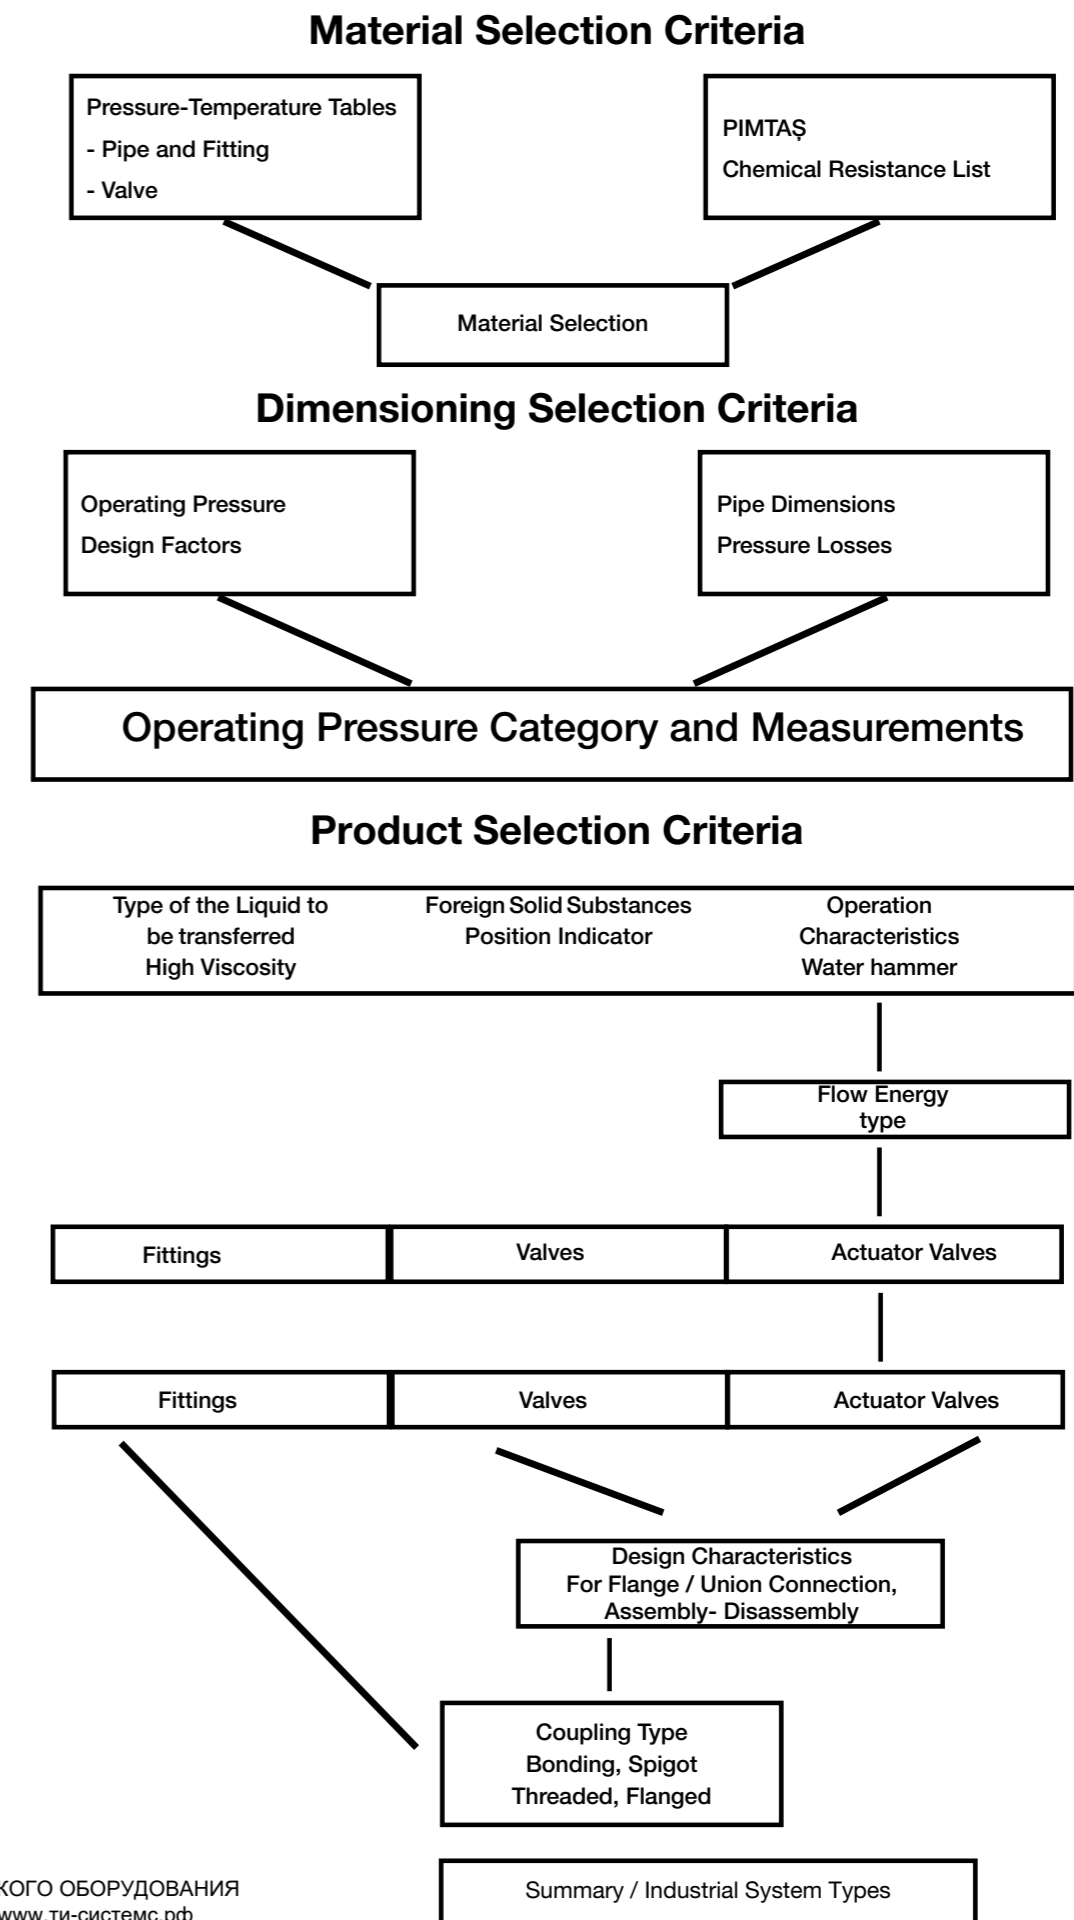 Material Selection Criteria
Pressure-Temperature Tables
- Pipe and Fitting
- Valve
PIMTAŞ
Chemical Resistance List
Material Selection
Dimensioning Selection Criteria
Operating Pressure
Design Factors
Pipe Dimensions
Pressure Losses
Operating Pressure Category and Measurements
Product Selection Criteria
Type of the Liquid to
be transferred
High Viscosity
Foreign Solid Substances
Position Indicator
Operation
Characteristics
Water hammer
Flow Energy
type
Fittings
Valves
Actuator Valves
Fittings
Valves
Actuator Valves
Design Characteristics
For Flange / Union Connection,
Assembly- Disassembly
Coupling Type
Bonding, Spigot
Threaded, Flanged
Summary / Industrial System Types
КОГО ОБОРУДОВАНИЯ
www.ти-системс.рф